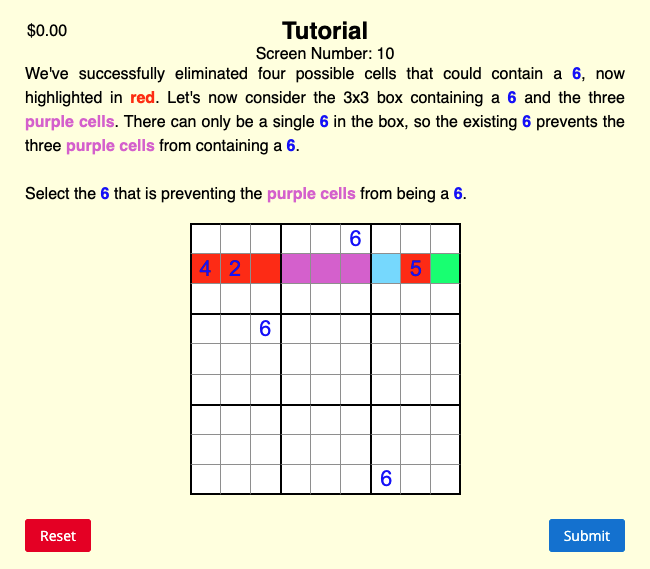 $0.00
Tutorial
Screen Number: 10
We've successfully eliminated four possible cells that could contain a 6, now
highlighted in red. Let's now consider the 3x3 box containing a 6 and the three
purple cells. There can only be a single 6 in the box, so the existing 6 prevents the
three purple cells from containing a 6.
Select the 6 that is preventing the purple cells from being a 6.
6
4 2 5
6
6
Reset Submit